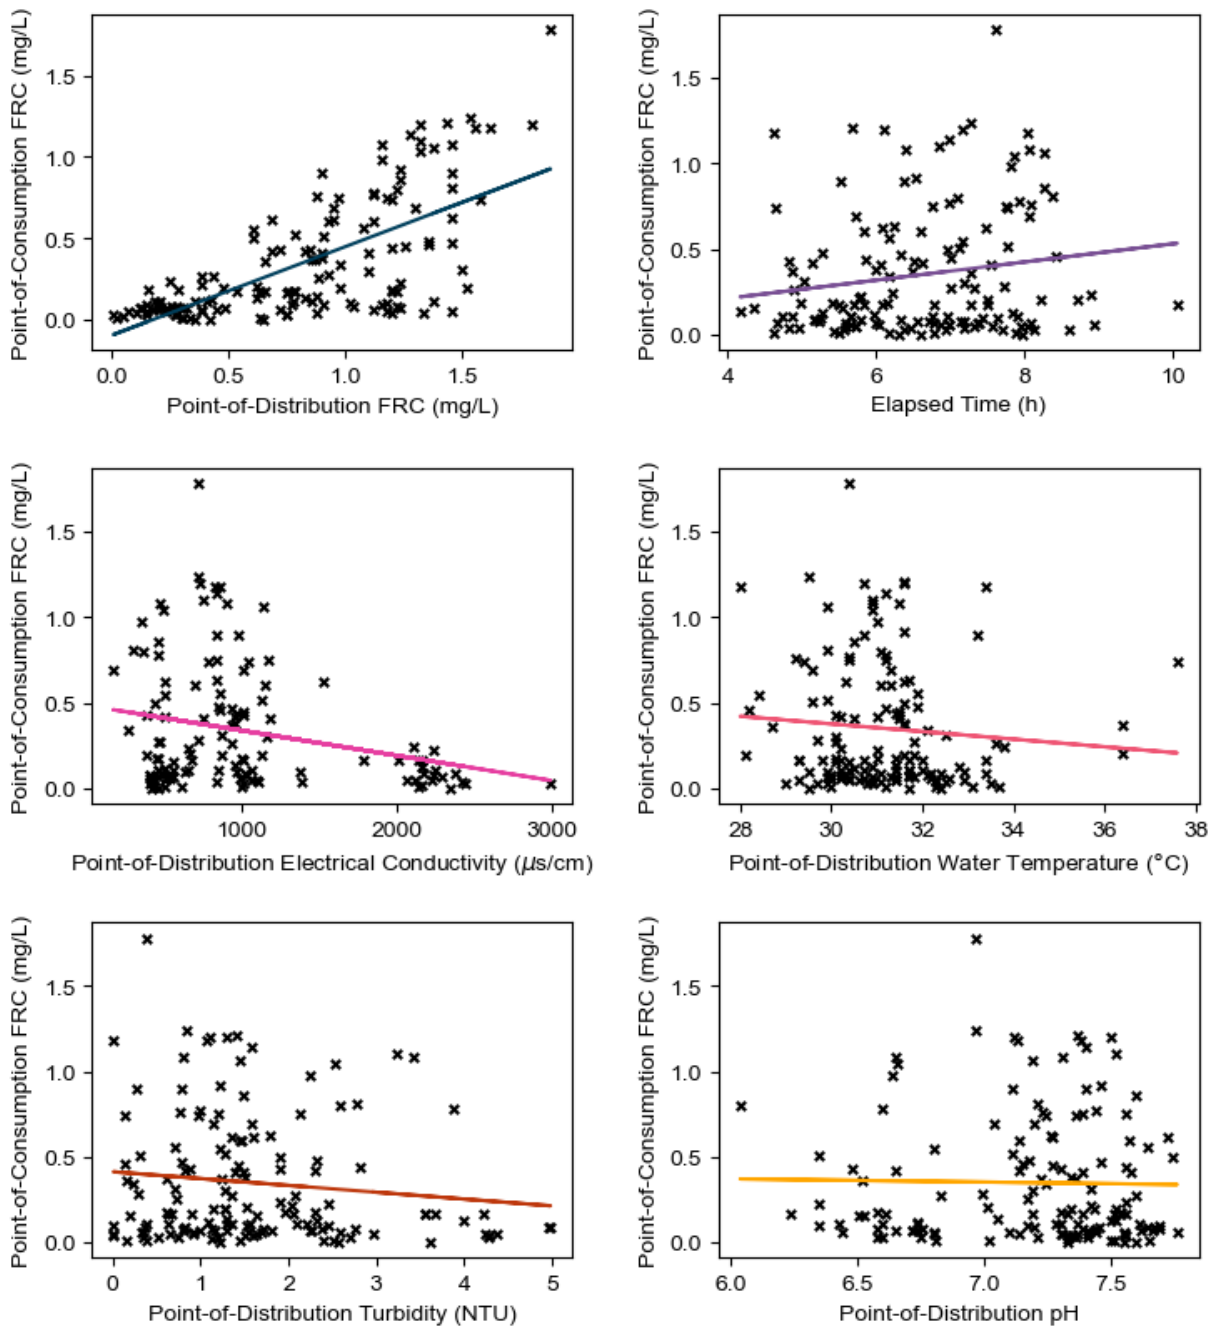 Point-of-Consumption FRC (mg/L)
1.5
1.0
0.5
0.0
0.0 0.5 1.0 1.5
Point-of-Distribution FRC (mg/L)
Point-of-Consumption FRC (mg/L)
1.5
1.0
0.5
0.0
4 6 8 10
Elapsed Time (h)
Point-of-Consumption FRC (mg/L)
1.5
1.0
0.5
0.0
1000 2000 3000
Point-of-Distribution Electrical Conductivity (μs/cm)
Point-of-Consumption FRC (mg/L)
1.5
1.0
0.5
0.0
28 30 32 34 36 38
Point-of-Distribution Water Temperature (°C)
Point-of-Consumption FRC (mg/L)
1.5
1.0
0.5
0.0
0 1 2 3 4 5
Point-of-Distribution Turbidity (NTU)
Point-of-Consumption FRC (mg/L)
1.5
1.0
0.5
0.0
6.0 6.5 7.0 7.5
Point-of-Distribution pH